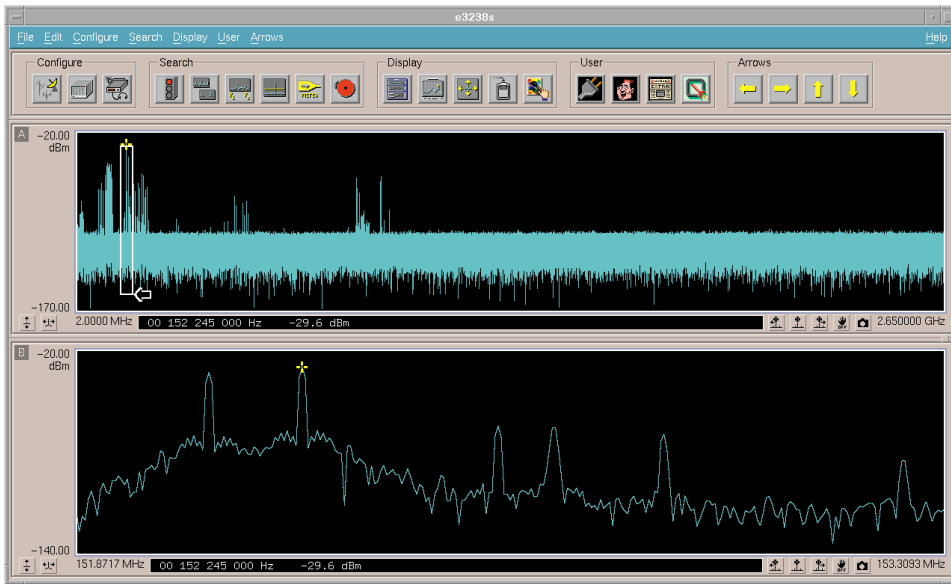 e3238s
File Edit Configure Search Display User Arrows Help
Configure Search Display User Arrows
A -20.00
dBm
-170.00
2.0000 MHz 00 152 245 000 Hz -29.6 dBm 2.650000 GHz
B -20.00
dBm
-140.00
151.8717 MHz 00 152 245 000 Hz -29.6 dBm 153.3093 MHz